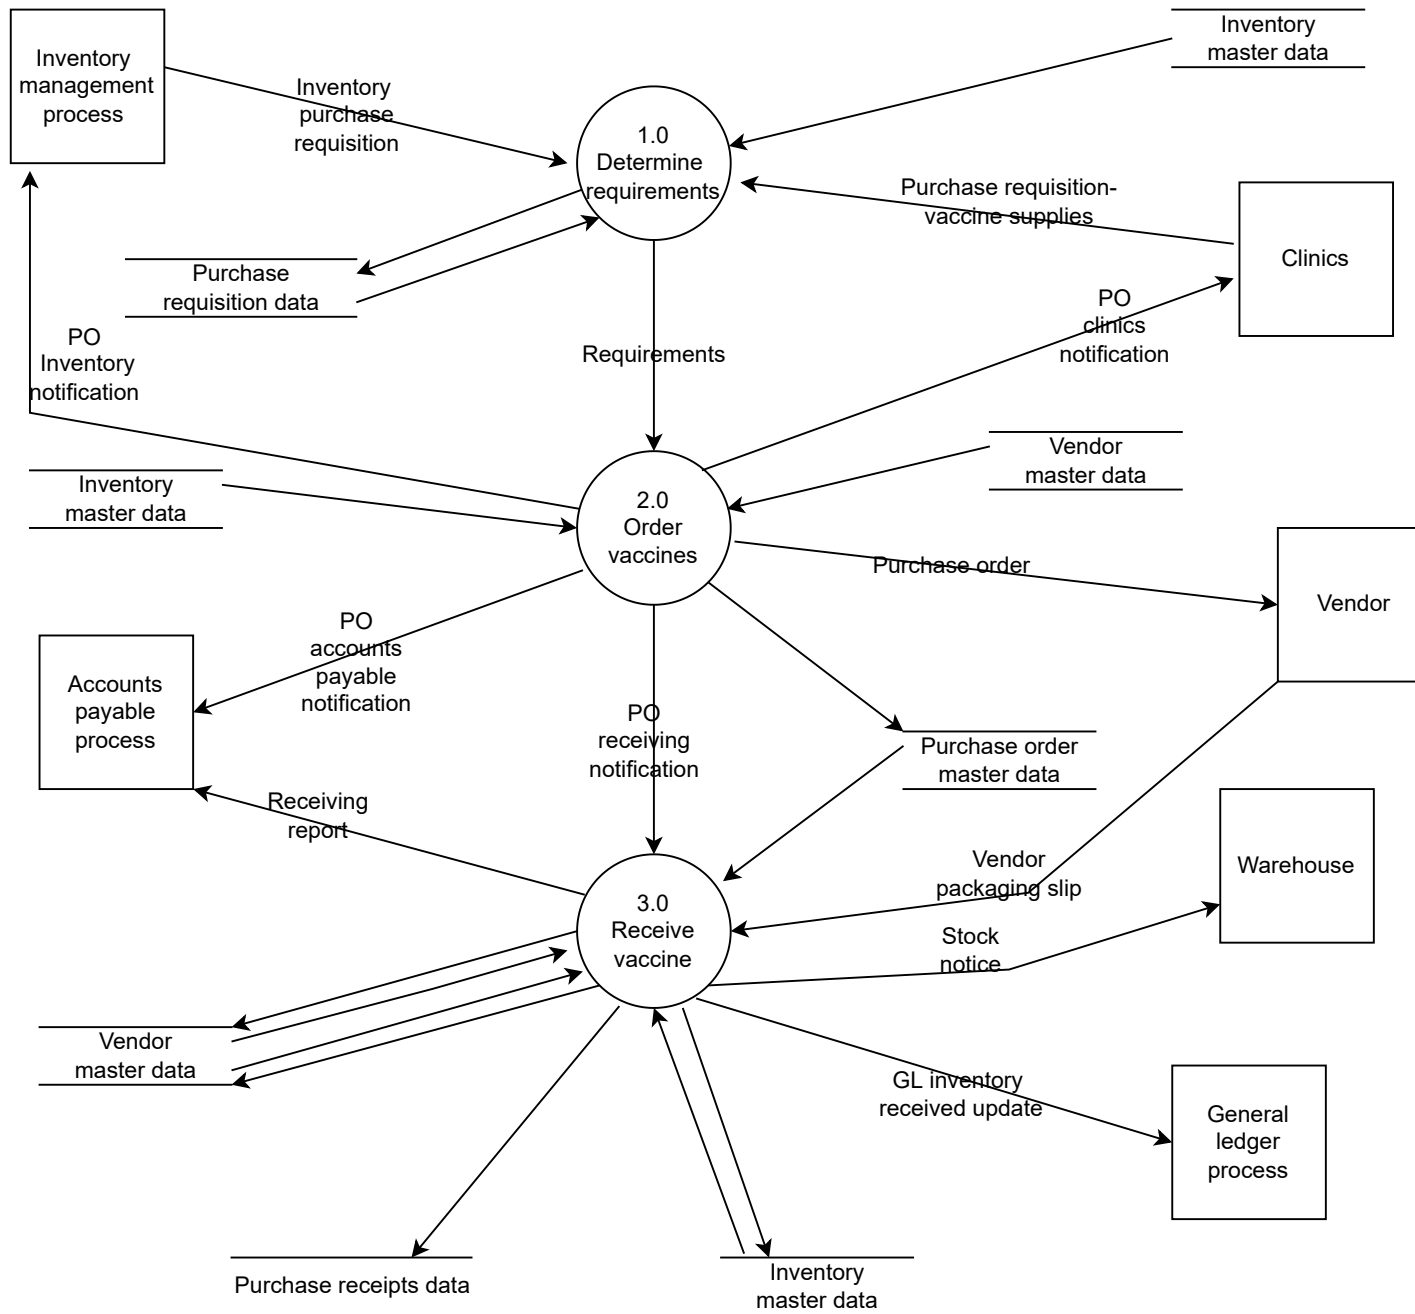 Inventory
management
process
Inventory
master data
Inventory
purchase
requisition
1.0
Determine
requirements
Purchase requisition-
vaccine supplies
Clinics
Purchase
requisition data
PO
clinics
notification
PO
Inventory
notification
Requirements
Vendor
master data
Inventory
master data
2.0
Order
vaccines
Purchase order
Vendor
PO
accounts
payable
notification
Accounts
payable
process
PO
receiving
notification
Purchase order
master data
Receiving
report
Vendor
packaging slip
Warehouse
3.0
Receive
vaccine
Stock
notice
Vendor
master data
GL inventory
received update
General
ledger
process
Purchase receipts data
Inventory
master data